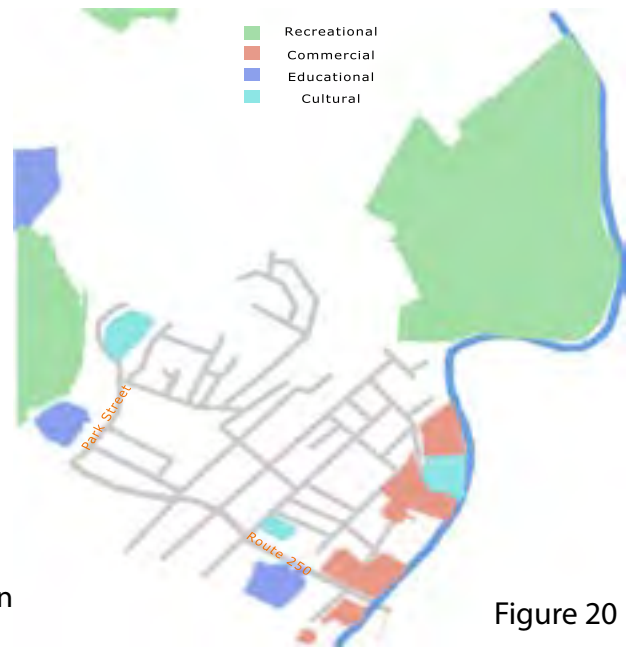 Recreational
Commercial
Educational
Cultural
Park Street
Route 250
n
Figure 20